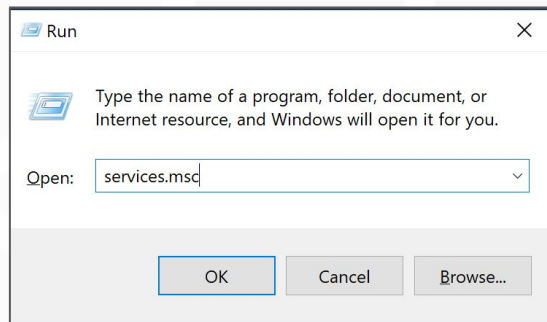 Run
Type the name of a program, folder, document, or
Internet resource, and Windows will open it for you.
Open: services.msc
OK Cancel Browse...